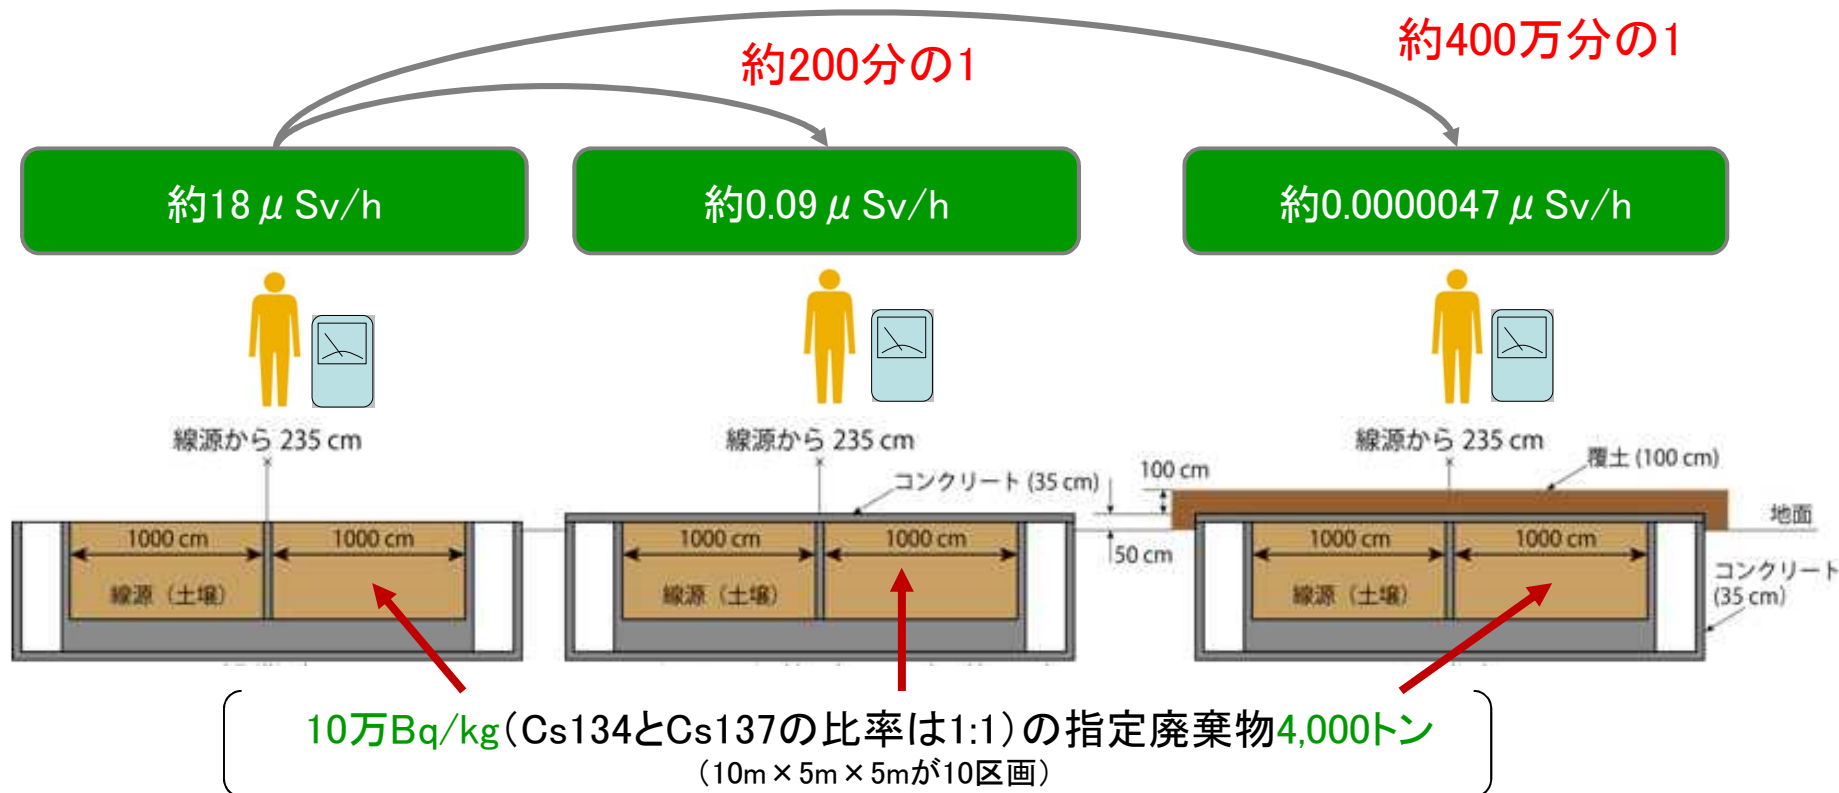 約200分の1
約400万分の1
約18μSv/h
約0.09μSv/h
約0.0000047μSv/h
線源から 235 cm
線源から 235 cm
線源から 235 cm
コンクリート (35 cm)
100 cm
覆土 (100 cm)
地面
50 cm
1000 cm
1000 cm
線源（土壌）
1000 cm
1000 cm
線源（土壌）
1000 cm
1000 cm
線源（土壌）
コンクリート
(35 cm)
10万Bq/kg(Cs134とCs137の比率は1:1)の指定廃棄物4,000トン
(10m×5m×5mが10区画)